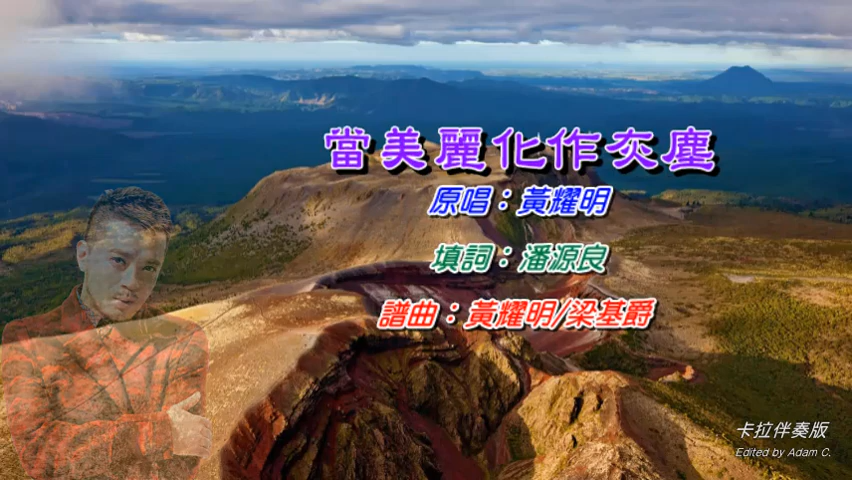 當美麗化作灰塵
原唱：黃耀明
填詞：潘源良
譜曲：黃耀明/梁基爵
卡拉伴奏版
Edited by Adam C.